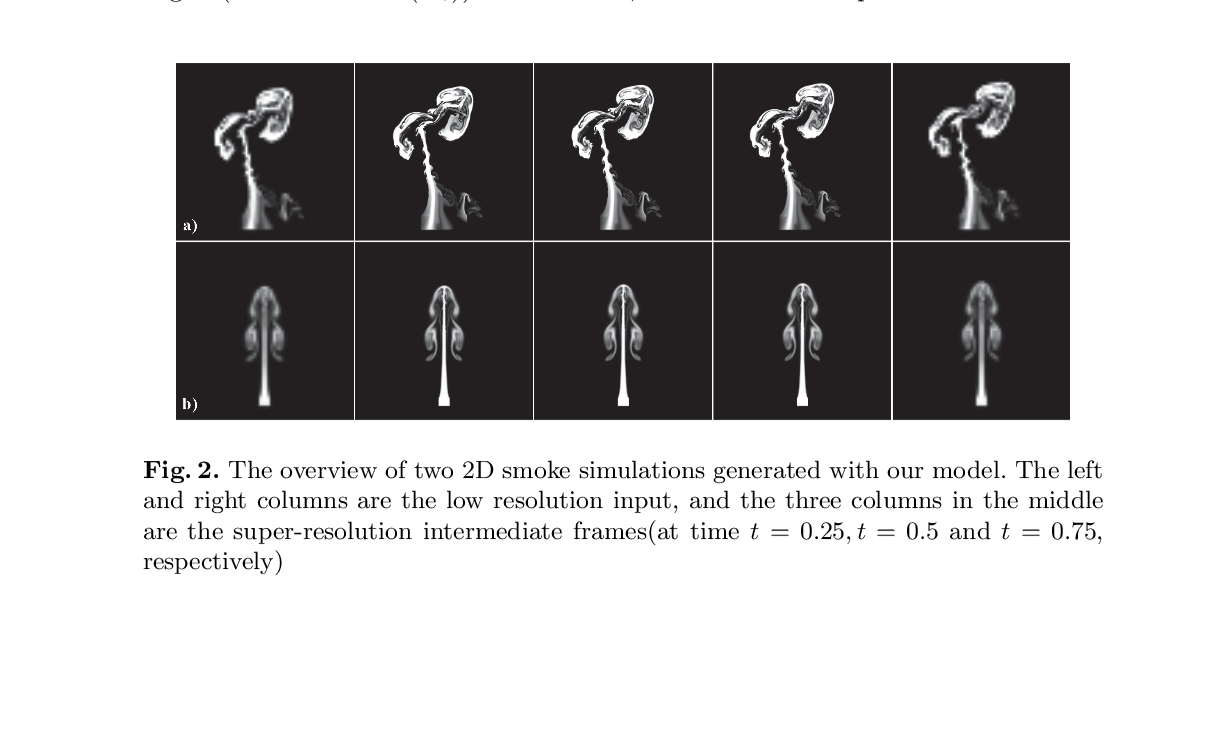 a)
b)
Fig. 2. The overview of two 2D smoke simulations generated with our model. The left
and right columns are the low resolution input, and the three columns in the middle
are the super-resolution intermediate frames(at time t = 0.25, t = 0.5 and t = 0.75,
respectively)